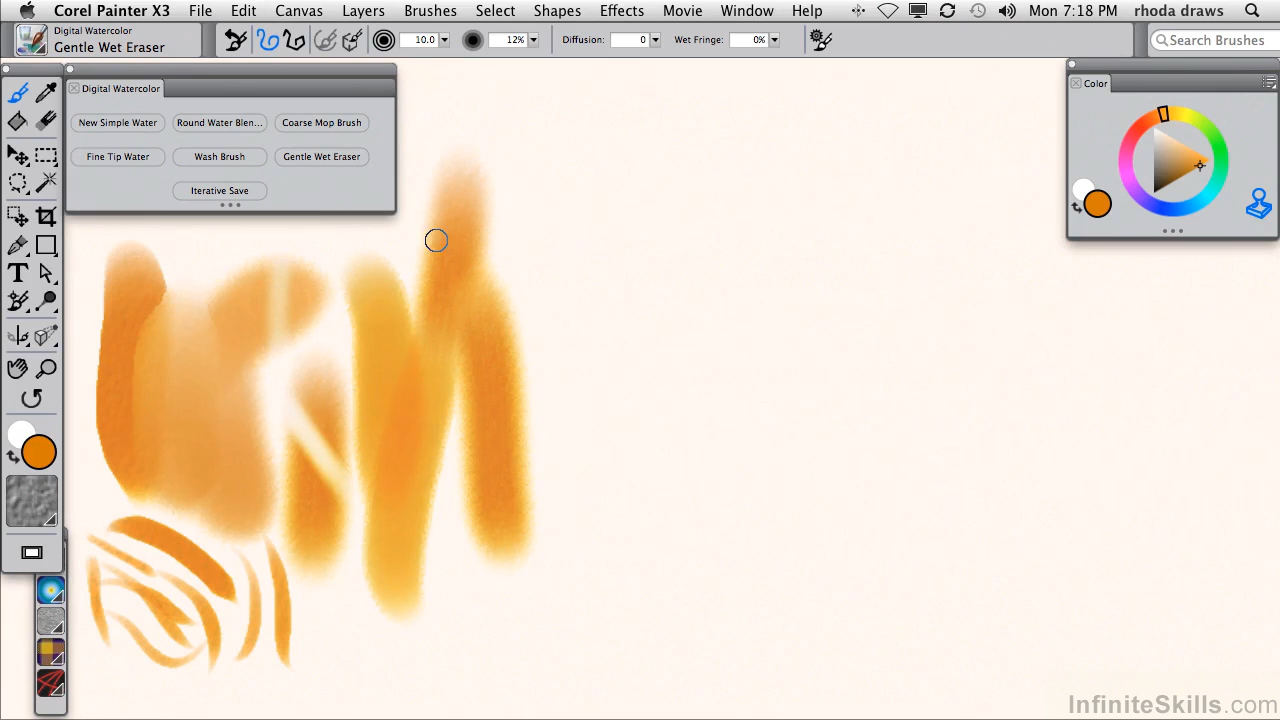 Corel Painter X3 File Edit Canvas Layers Brushes Select Shapes Effects Movie Window Help Mon 7:18 PM rhoda draws
Digital Watercolor
Gentle Wet Eraser
10.0 12% Diffusion: 0 Wet Fringe: 0% Search Brushes
Digital Watercolor
New Simple Water Round Water Blen... Coarse Mop Brush
Fine Tip Water Wash Brush Gentle Wet Eraser
Iterative Save
Color
T
InfiniteSkills.com